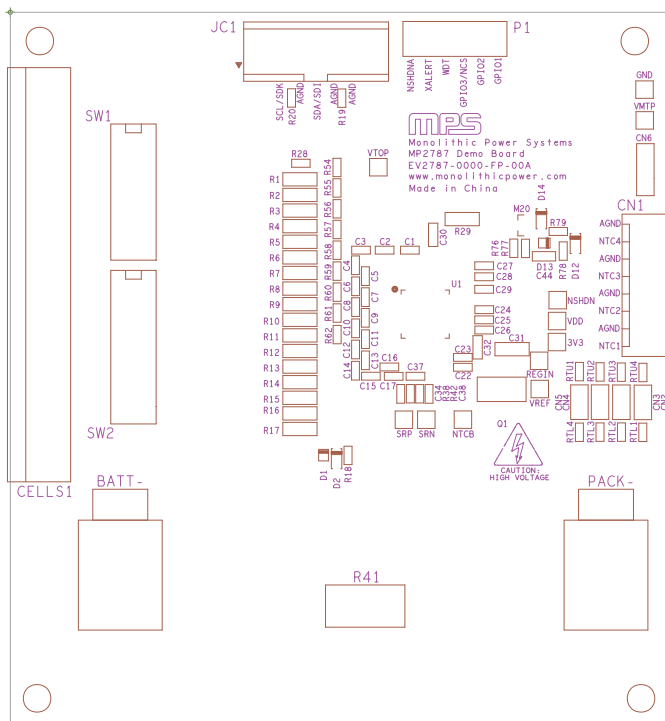 JC1
P1
NSHDNA
XALERT
WDT
GPIO3/NCS
GPIO2
GPIO1
SCL/SDK
R20
AGND
SDA/SDI
AGND
R19
AGND
GND
VMTP
CN6
SW1
MPS
Monolithic Power Systems
MP2787 Demo Board
EV2787-0000-FP-00A
www.monolithicpower.com
Made in China
VTOP
R28
R1
R2
R3
R4
R5
R6
R7
R8
R9
R10
R11
R12
R13
R14
R15
R16
R17
R54
R55
R56
R57
R58
R59
R60
R61
R62
C3
C2
C1
C30
R29
M20
D14
R79
R76
R77
D13
C44
R78
D12
CN1
AGND
NTC4
AGND
NTC3
AGND
NTC2
AGND
NTC1
C4
C6
C8
C10
C12
C14
C5
C7
C9
C11
C13
C16
C15
C17
C37
U1
C27
C28
C29
C24
C25
C26
C23
C22
C32
C31
NSHDN
VDD
3V3
REGIN
VREF
C34
R38
R42
C38
SRP
SRN
NTCB
RTU1
RTU2
RTU3
RTU4
CN5
CN4
CN3
CN2
RTL4
RTL3
RTL2
RTL1
Q1
CAUTION:
HIGH VOLTAGE
SW2
D1
D2
R18
CELLS1
BATT-
PACK-
R41